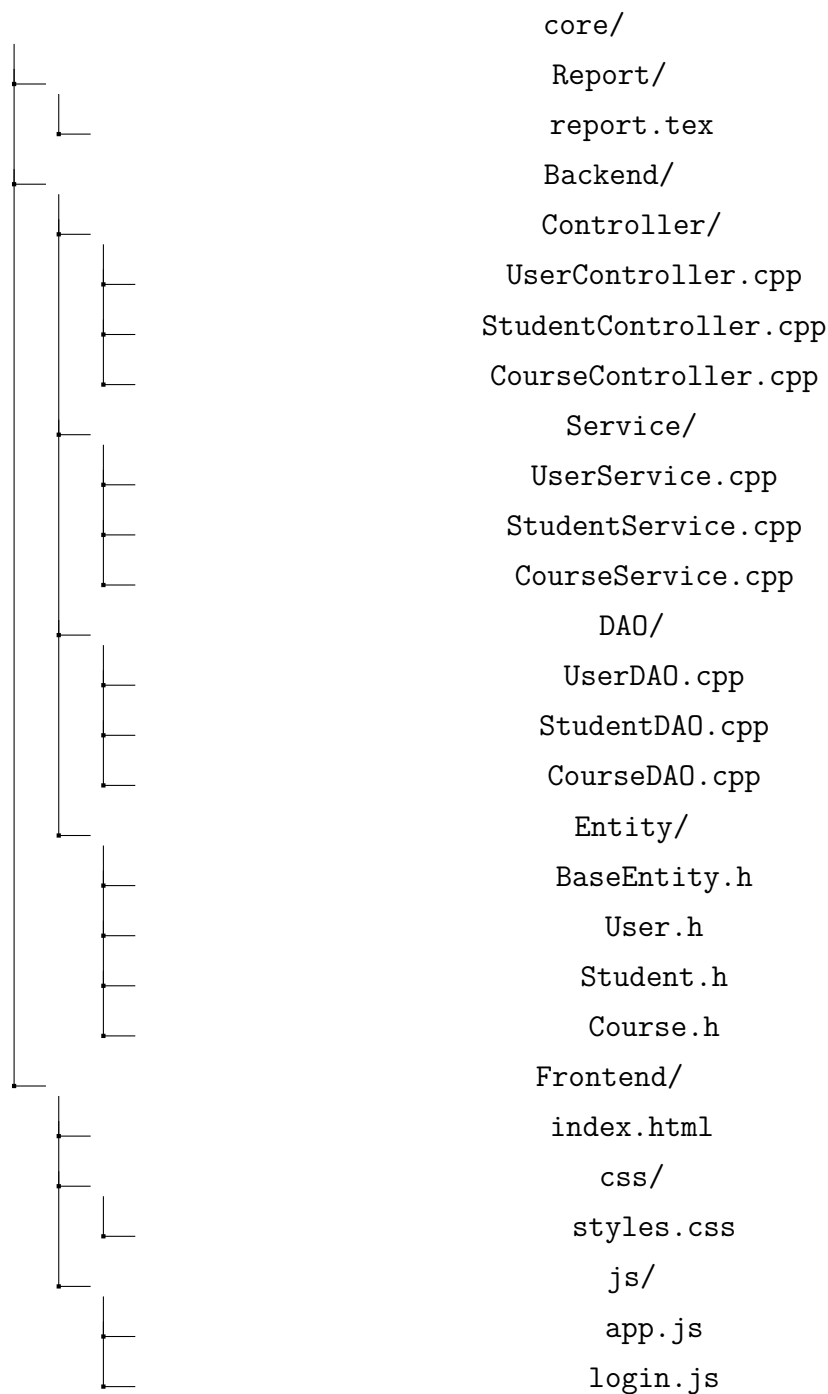 core/
Report/
report.tex
Backend/
Controller/
UserController.cpp
StudentController.cpp
CourseController.cpp
Service/
UserService.cpp
StudentService.cpp
CourseService.cpp
DAO/
UserDAO.cpp
StudentDAO.cpp
CourseDAO.cpp
Entity/
BaseEntity.h
User.h
Student.h
Course.h
Frontend/
index.html
css/
styles.css
js/
app.js
login.js